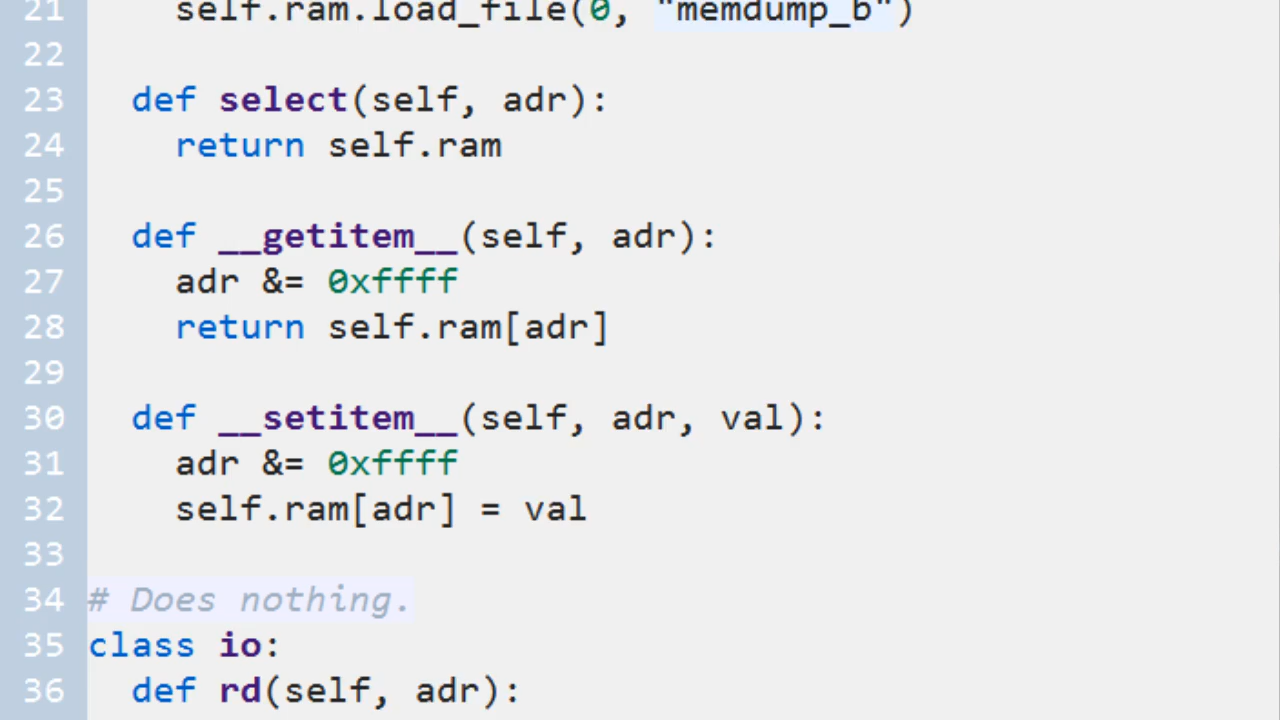 21     self.ram.load_file(0, "memdump_b")
22
23   def select(self, adr):
24     return self.ram
25
26   def __getitem__(self, adr):
27     adr &= 0xffff
28     return self.ram[adr]
29
30   def __setitem__(self, adr, val):
31     adr &= 0xffff
32     self.ram[adr] = val
33
34 # Does nothing.
35 class io:
36   def rd(self, adr):